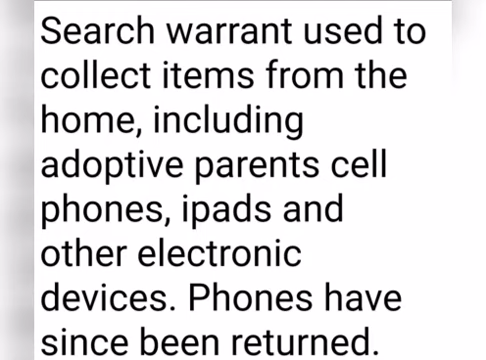 Search warrant used to
collect items from the
home, including
adoptive parents cell
phones, ipads and
other electronic
devices. Phones have
since been returned.